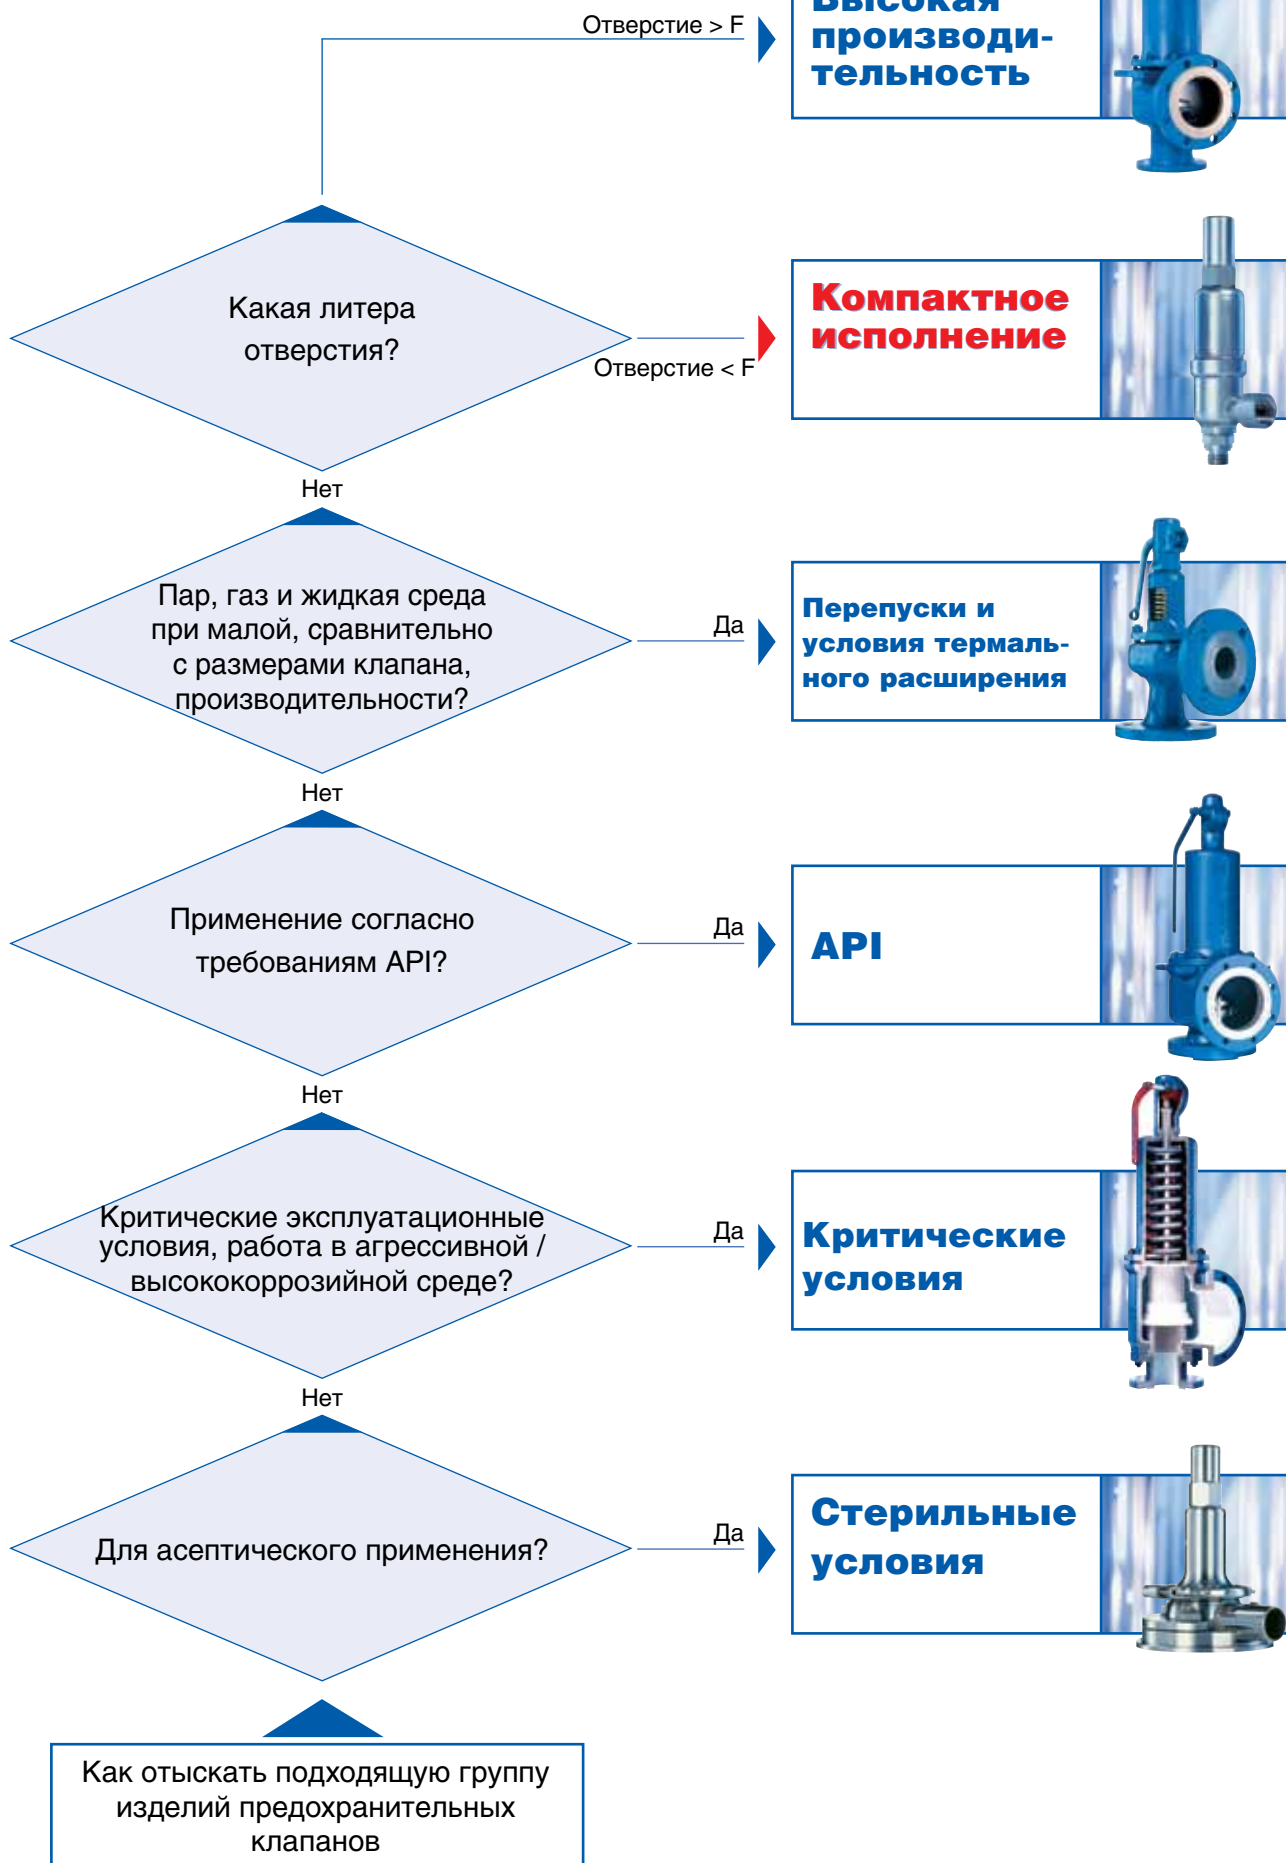 Высокая
производи-
тельность
Отверстие > F
Какая литера
отверстия?
Отверстие < F
Компактное
исполнение
Нет
Пар, газ и жидкая среда
при малой, сравнительно
с размерами клапана,
производительности?
Да
Перепуски и
условия термаль-
ного расширения
Нет
Применение согласно
требованиям API?
Да
API
Нет
Критические эксплуатационные
условия, работа в агрессивной /
высококоррозийной среде?
Да
Критические
условия
Нет
Для асептического применения?
Да
Стерильные
условия
Как отыскать подходящую группу
изделий предохранительных
клапанов